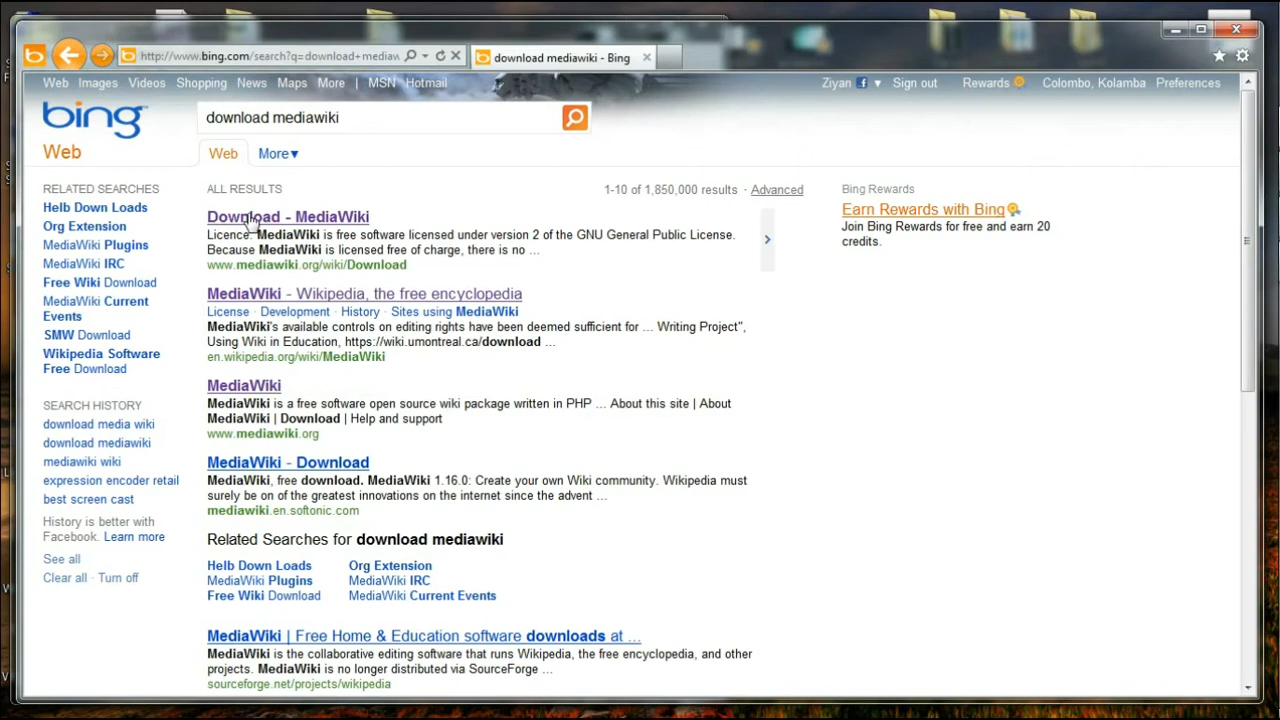 http://www.bing.com/search?q=download+mediaw
download mediawiki - Bing
Web Images Videos Shopping News Maps More | MSN Hotmail
Ziyan Sign out Rewards Colombo, Kolamba Preferences
bing
download mediawiki
Web
Web More
RELATED SEARCHES
Helb Down Loads
Org Extension
MediaWiki Plugins
MediaWiki IRC
Free Wiki Download
MediaWiki Current
Events
SMW Download
Wikipedia Software
Free Download
SEARCH HISTORY
download media wiki
download mediawiki
mediawiki wiki
expression encoder retail
best screen cast
History is better with
Facebook. Learn more
See all
Clear all · Turn off
ALL RESULTS
1-10 of 1,850,000 results · Advanced
Download - MediaWiki
Licence. MediaWiki is free software licensed under version 2 of the GNU General Public License.
Because MediaWiki is licensed free of charge, there is no ...
www.mediawiki.org/wiki/Download
MediaWiki - Wikipedia, the free encyclopedia
License · Development · History · Sites using MediaWiki
MediaWiki's available controls on editing rights have been deemed sufficient for ... Writing Project",
Using Wiki in Education, https://wiki.umontreal.ca/download ...
en.wikipedia.org/wiki/MediaWiki
MediaWiki
MediaWiki is a free software open source wiki package written in PHP ... About this site | About
MediaWiki | Download | Help and support
www.mediawiki.org
MediaWiki - Download
MediaWiki, free download. MediaWiki 1.16.0: Create your own Wiki community. Wikipedia must
surely be on of the greatest innovations on the internet since the advent ...
mediawiki.en.softonic.com
Related Searches for download mediawiki
Helb Down Loads Org Extension
MediaWiki Plugins MediaWiki IRC
Free Wiki Download MediaWiki Current Events
MediaWiki | Free Home & Education software downloads at ...
MediaWiki is the collaborative editing software that runs Wikipedia, the free encyclopedia, and other
projects. MediaWiki is no longer distributed via SourceForge ...
sourceforge.net/projects/wikipedia
Bing Rewards
Earn Rewards with Bing
Join Bing Rewards for free and earn 20
credits.